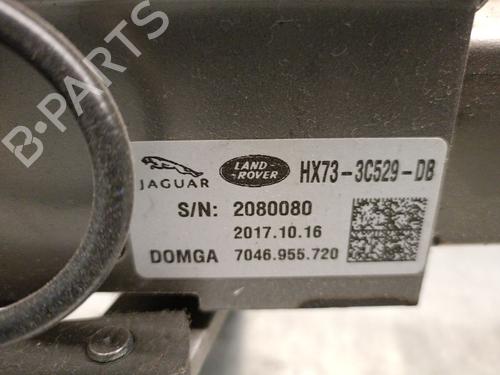 B-PARTS
JAGUAR
LAND
ROVER
HX73-3C529-DB
S/N: 2080080
2017.10.16
DOMGA 7046.955.720